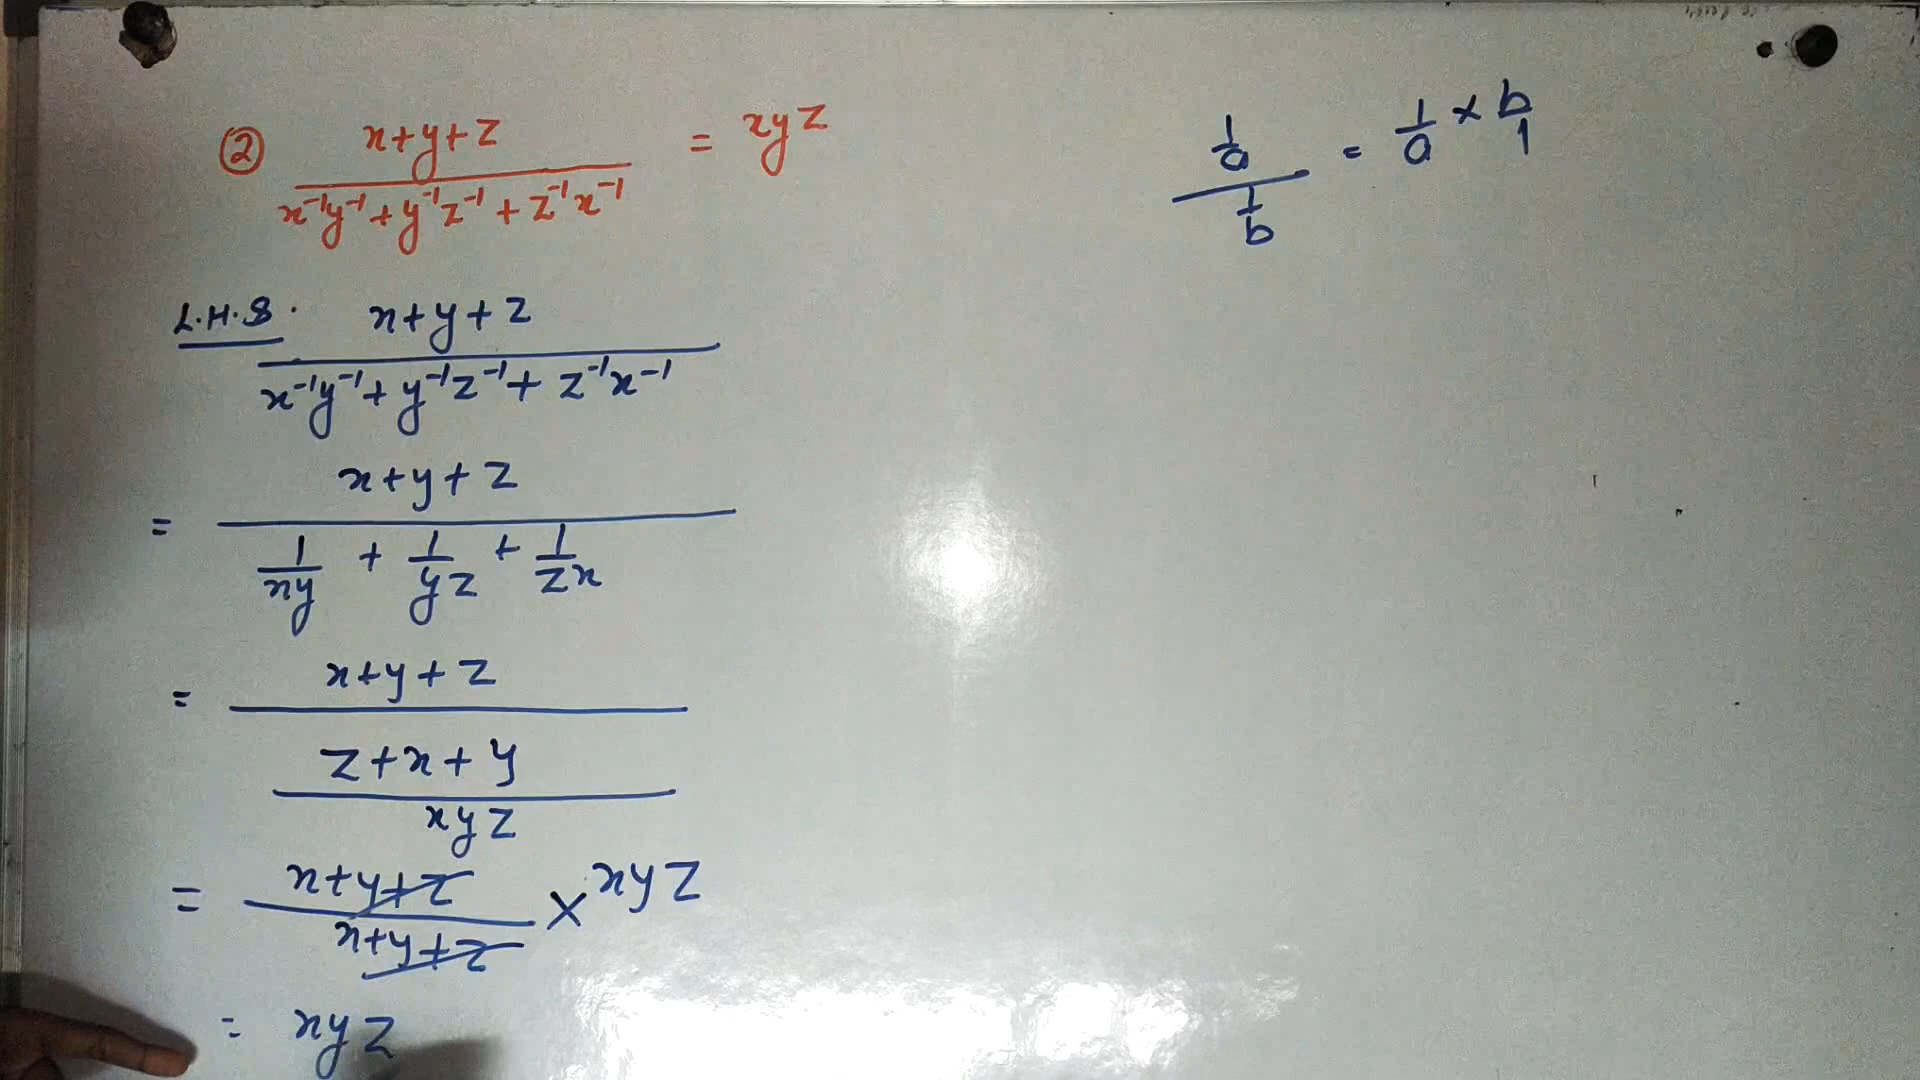 ② x+y+z / x⁻¹y⁻¹+y⁻¹z⁻¹+z⁻¹x⁻¹ = xyz
L.H.S. x+y+z / x⁻¹y⁻¹+y⁻¹z⁻¹+z⁻¹x⁻¹
= x+y+z / 1/xy + 1/yz + 1/zx
= x+y+z / z+x+y / xyz
= x+y+z / x+y+z × xyz
= xyz
1/a / 1/b = 1/a × b/1